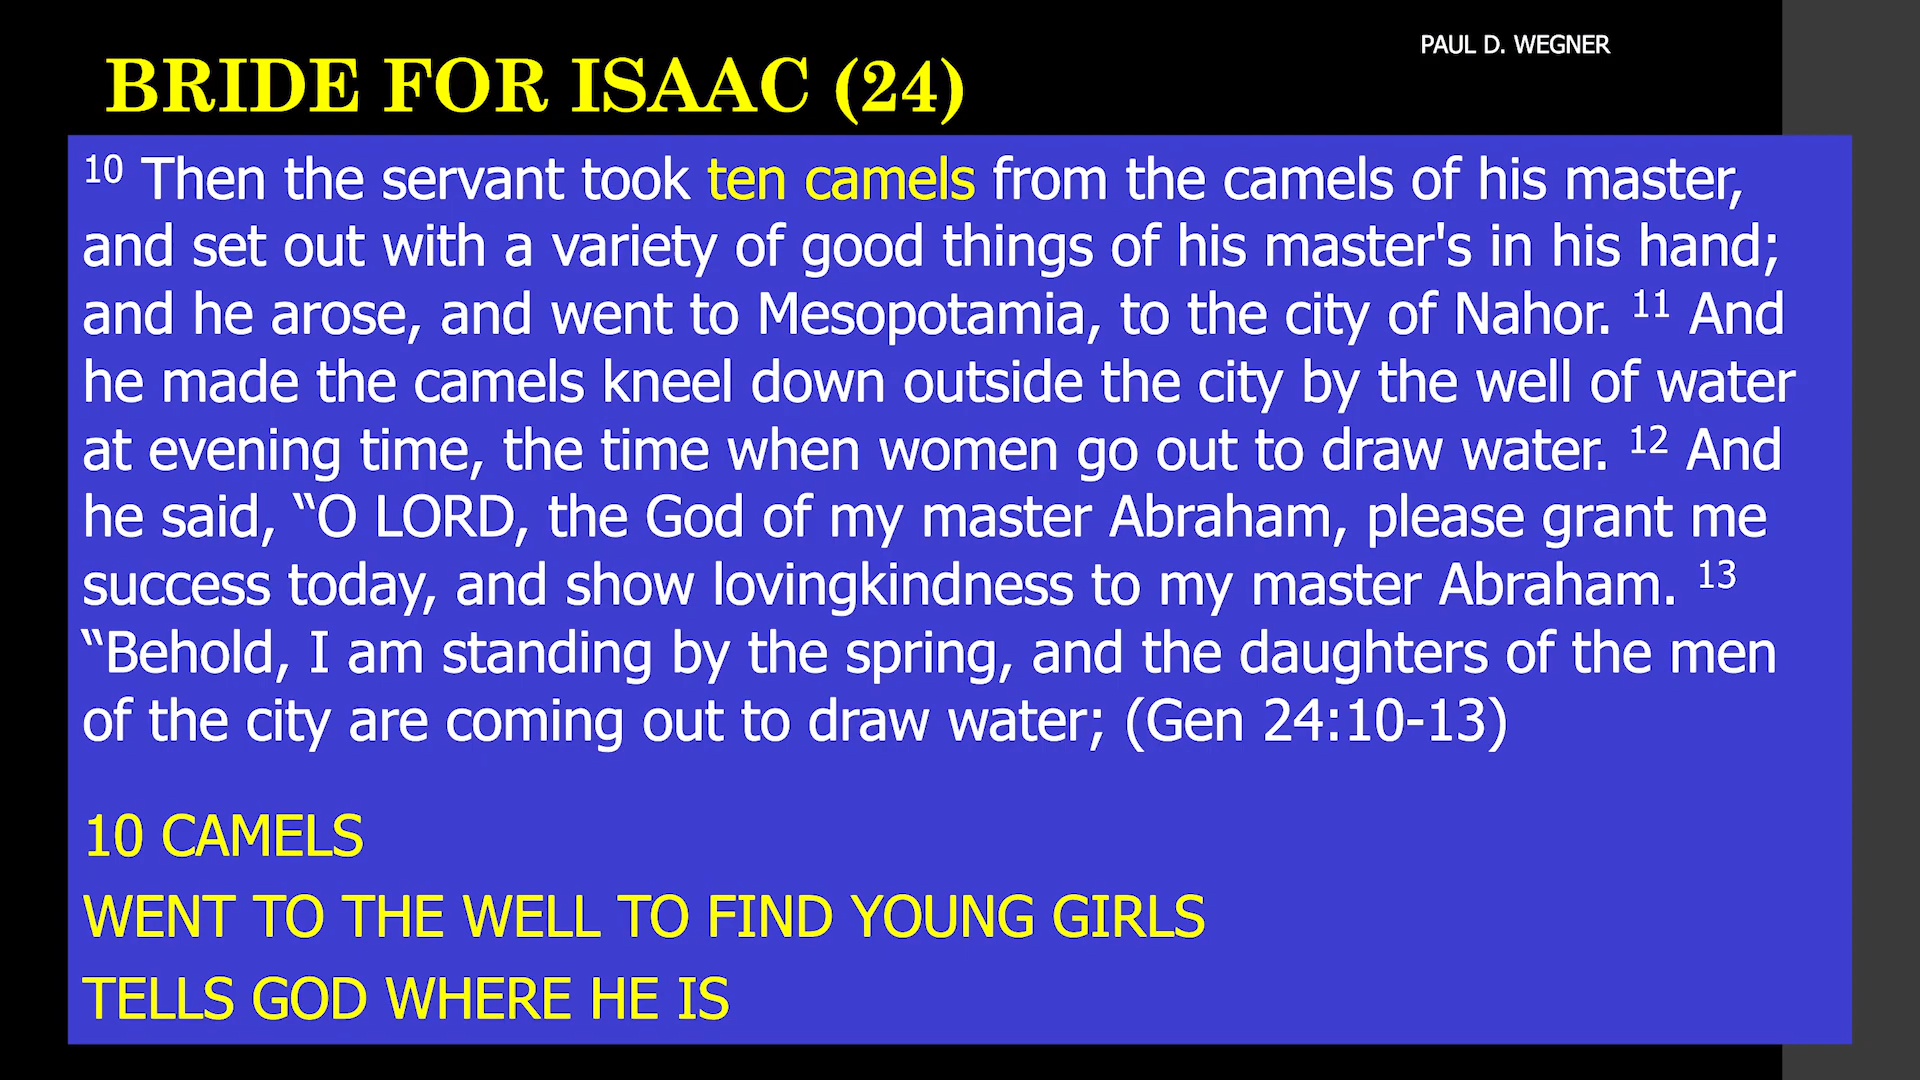 PAUL D. WEGNER
BRIDE FOR ISAAC (24)
10 Then the servant took ten camels from the camels of his master,
and set out with a variety of good things of his master's in his hand;
and he arose, and went to Mesopotamia, to the city of Nahor. 11 And
he made the camels kneel down outside the city by the well of water
at evening time, the time when women go out to draw water. 12 And
he said, “O LORD, the God of my master Abraham, please grant me
success today, and show lovingkindness to my master Abraham. 13
“Behold, I am standing by the spring, and the daughters of the men
of the city are coming out to draw water; (Gen 24:10-13)
10 CAMELS
WENT TO THE WELL TO FIND YOUNG GIRLS
TELLS GOD WHERE HE IS